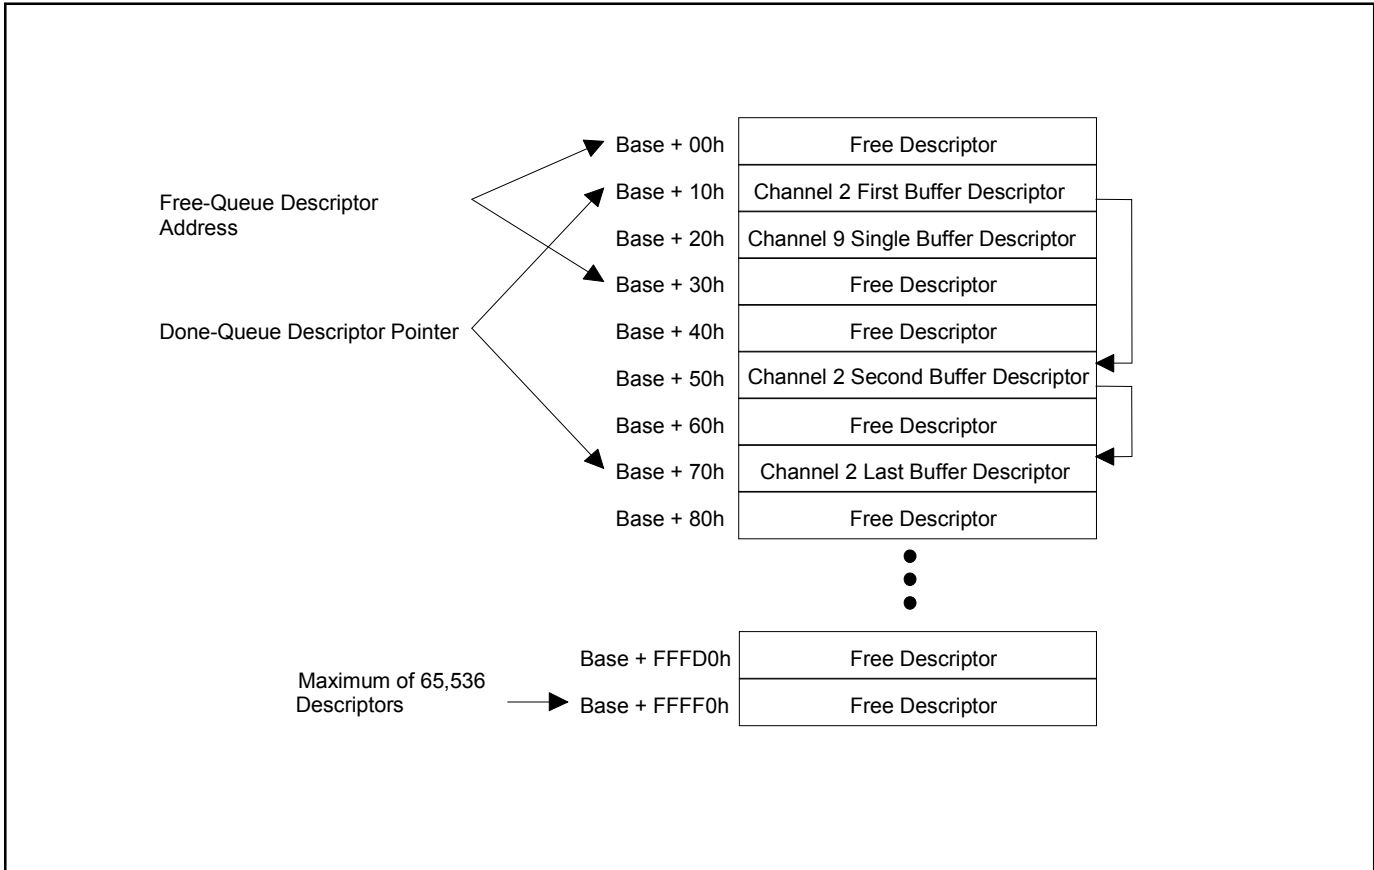 Base + 00h Free Descriptor
Base + 10h Channel 2 First Buffer Descriptor
Free-Queue Descriptor
Address
Base + 20h Channel 9 Single Buffer Descriptor
Base + 30h Free Descriptor
Done-Queue Descriptor Pointer
Base + 40h Free Descriptor
Base + 50h Channel 2 Second Buffer Descriptor
Base + 60h Free Descriptor
Base + 70h Channel 2 Last Buffer Descriptor
Base + 80h Free Descriptor
Base + FFFD0h Free Descriptor
Maximum of 65,536
Descriptors
Base + FFFF0h Free Descriptor